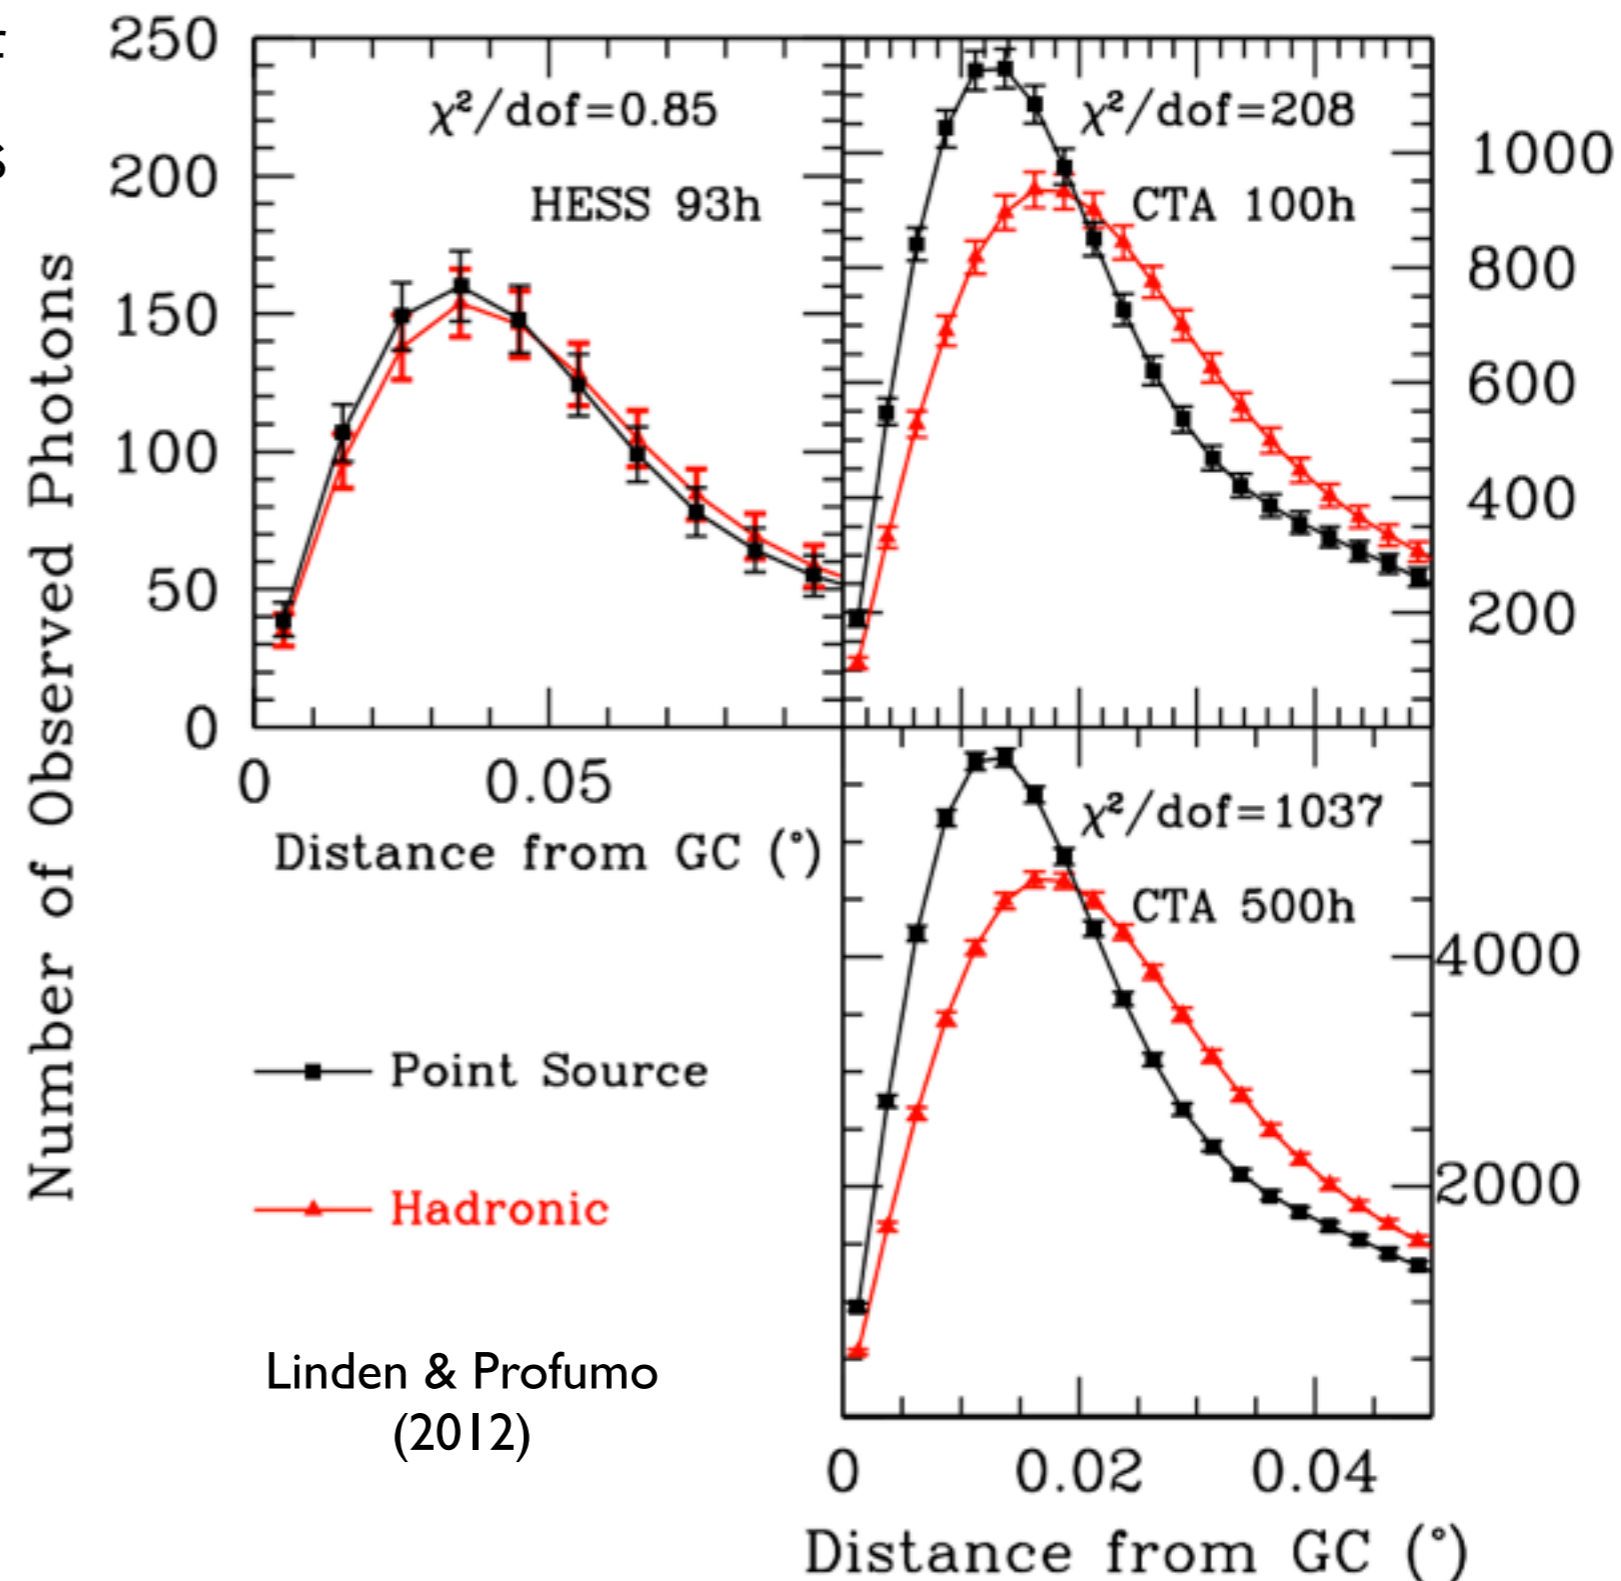 Number of Observed Photons
250
200
150
100
50
0
χ²/dof=0.85
HESS 93h
0 0.05
Distance from GC (°)
χ²/dof=208
CTA 100h
1000
800
600
400
200
χ²/dof=1037
CTA 500h
4000
2000
0 0.02 0.04
Distance from GC (°)
Point Source
Hadronic
Linden & Profumo
(2012)